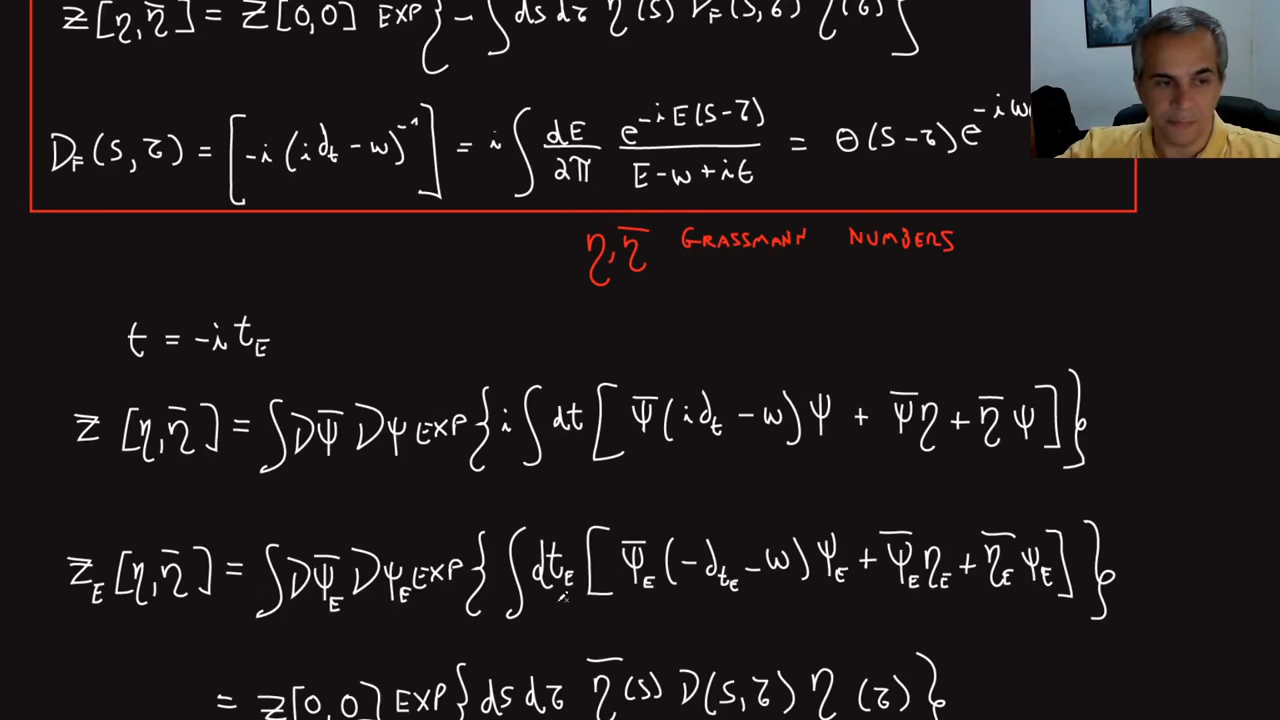 Z[η,η̅] = Z[0,0] EXP{-∫ds dτ η̅(s) D_F(s,τ) η(τ)}
D_F(S,τ) = [-i(i∂_t - ω)^-1] = i ∫ dE/2π e^{-iE(S-τ)}/(E-ω+iε) = θ(S-τ)e^{-iω
η,η̅ GRASSMANN NUMBERS
t = -i t_E
Z [η,η̅] = ∫DΨ̅ DΨ EXP{i∫dt[Ψ̅(i∂_t - ω)Ψ + Ψ̅η + η̅Ψ]}
Z_E[η,η̅] = ∫DΨ̅_E DΨ_E EXP{∫dt_E[Ψ̅_E(-∂_{t_E} - ω)Ψ_E + Ψ̅_E η_E + η̅_E Ψ_E]}
= Z[0,0] EXP{ds dτ η̅(s) D(s,τ) η(τ)}